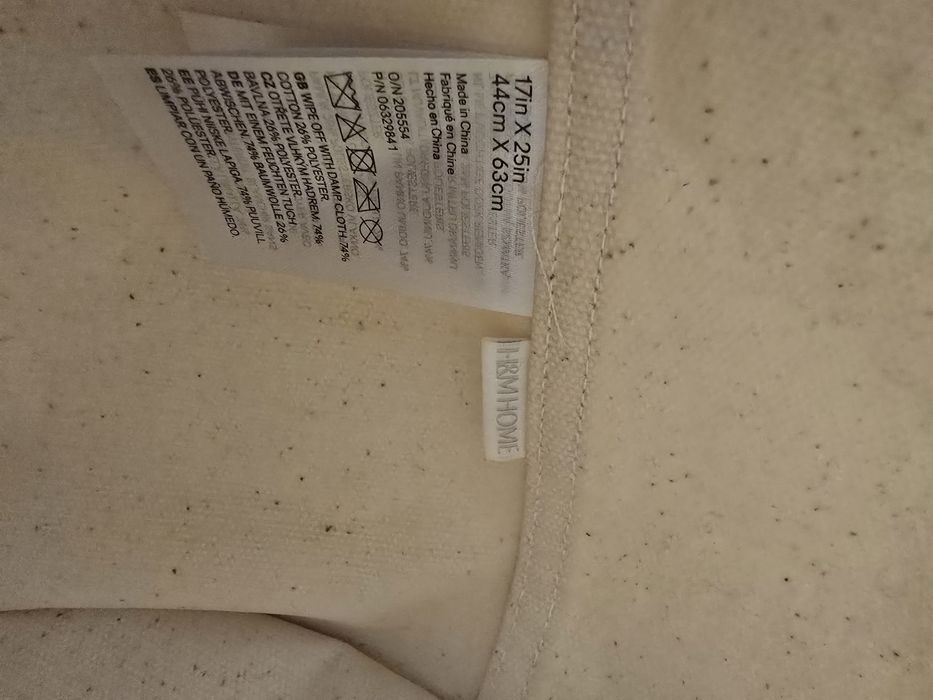 17in X 25in
44cm X 63cm
Made in China
Fabriqué en Chine
Hecho en China
O/N 205554
P/N 06329841
GB WIPE OFF WITH DAMP CLOTH. 74%
COTTON 26% POLYESTER.
CZ OTŘETE VLHKÝM HADREM. 74%
BAVLNA 26% POLYESTER.
DE MIT EINEM FEUCHTEN TUCH
ABWISCHEN. 74% BAUMWOLLE 26%
POLYESTER.
EE PÜHI NIISKE LAPIGA. 74% PUUVILL
26% POLÜESTER.
ES LIMPIAR CON UN PAÑO HÚMEDO.
H&M HOME